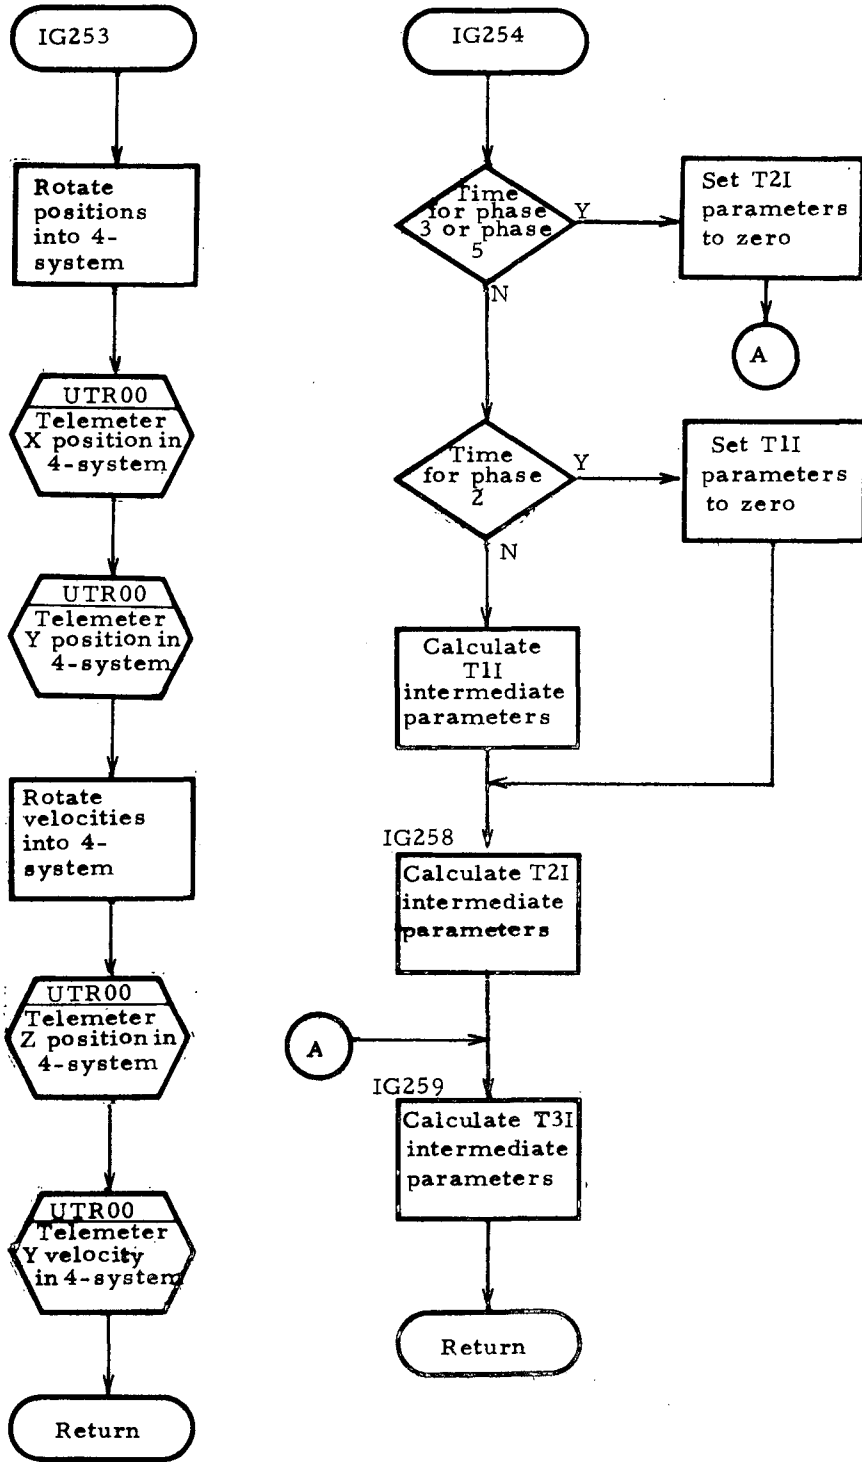 IG253
Rotate
positions
into 4-
system
UTR00
Telemeter
X position in
4-system
UTR00
Telemeter
Y position in
4-system
Rotate
velocities
into 4-
system
UTR00
Telemeter
Z position in
4-system
UTR00
Telemeter
Y velocity
in 4-system
Return
IG254
Time
for phase
3 or phase
5
Y
N
Set T2I
parameters
to zero
A
Time
for phase
2
Y
N
Set T1I
parameters
to zero
Calculate
T1I
intermediate
parameters
IG258
Calculate T2I
intermediate
parameters
A
IG259
Calculate T3I
intermediate
parameters
Return